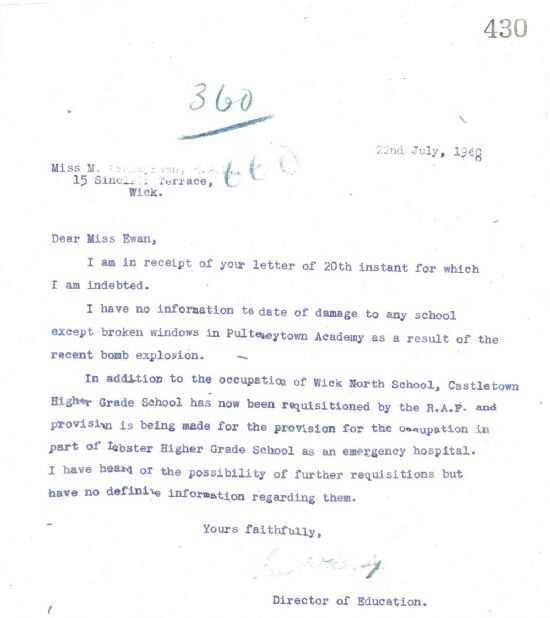 430
360
22nd July, 194
Miss M.
660
15 Sinclair Terrace,
Wick.
Dear Miss Ewan,
I am in receipt of your letter of 20th instant for which
I am indebted.
I have no information to date of damage to any school
except broken windows in Pulteneytown Academy as a result of the
recent bomb explosion.
In addition to the occupation of Wick North School, Castletown
Higher Grade School has now been requisitioned by the R.A.F. and
provision is being made for the provision for the occupation in
part of Lybster Higher Grade School as an emergency hospital.
I have heard of the possibility of further requisitions but
have no definite information regarding them.
Yours faithfully,
Director of Education.